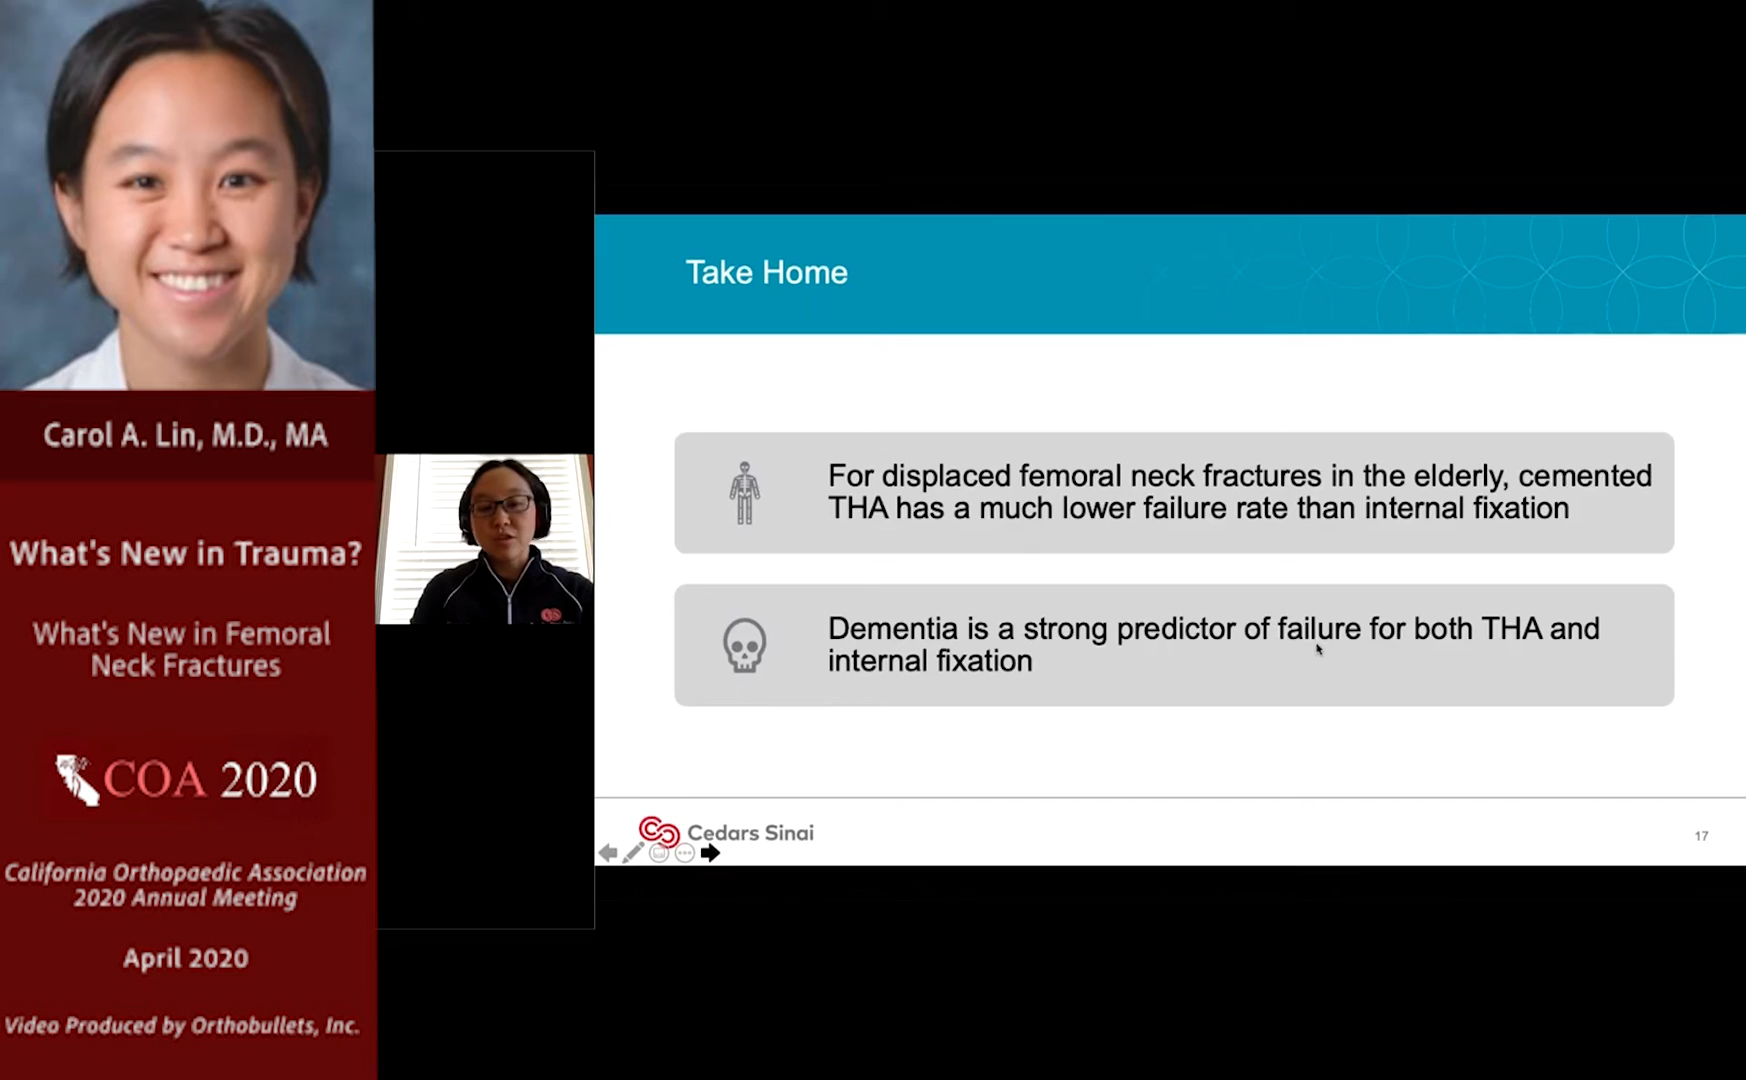 Carol A. Lin, M.D., MA
What's New in Trauma?
What's New in Femoral
Neck Fractures
COA 2020
California Orthopaedic Association
2020 Annual Meeting
April 2020
Video Produced by Orthobullets, Inc.
Take Home
For displaced femoral neck fractures in the elderly, cemented
THA has a much lower failure rate than internal fixation
Dementia is a strong predictor of failure for both THA and
internal fixation
Cedars Sinai
17